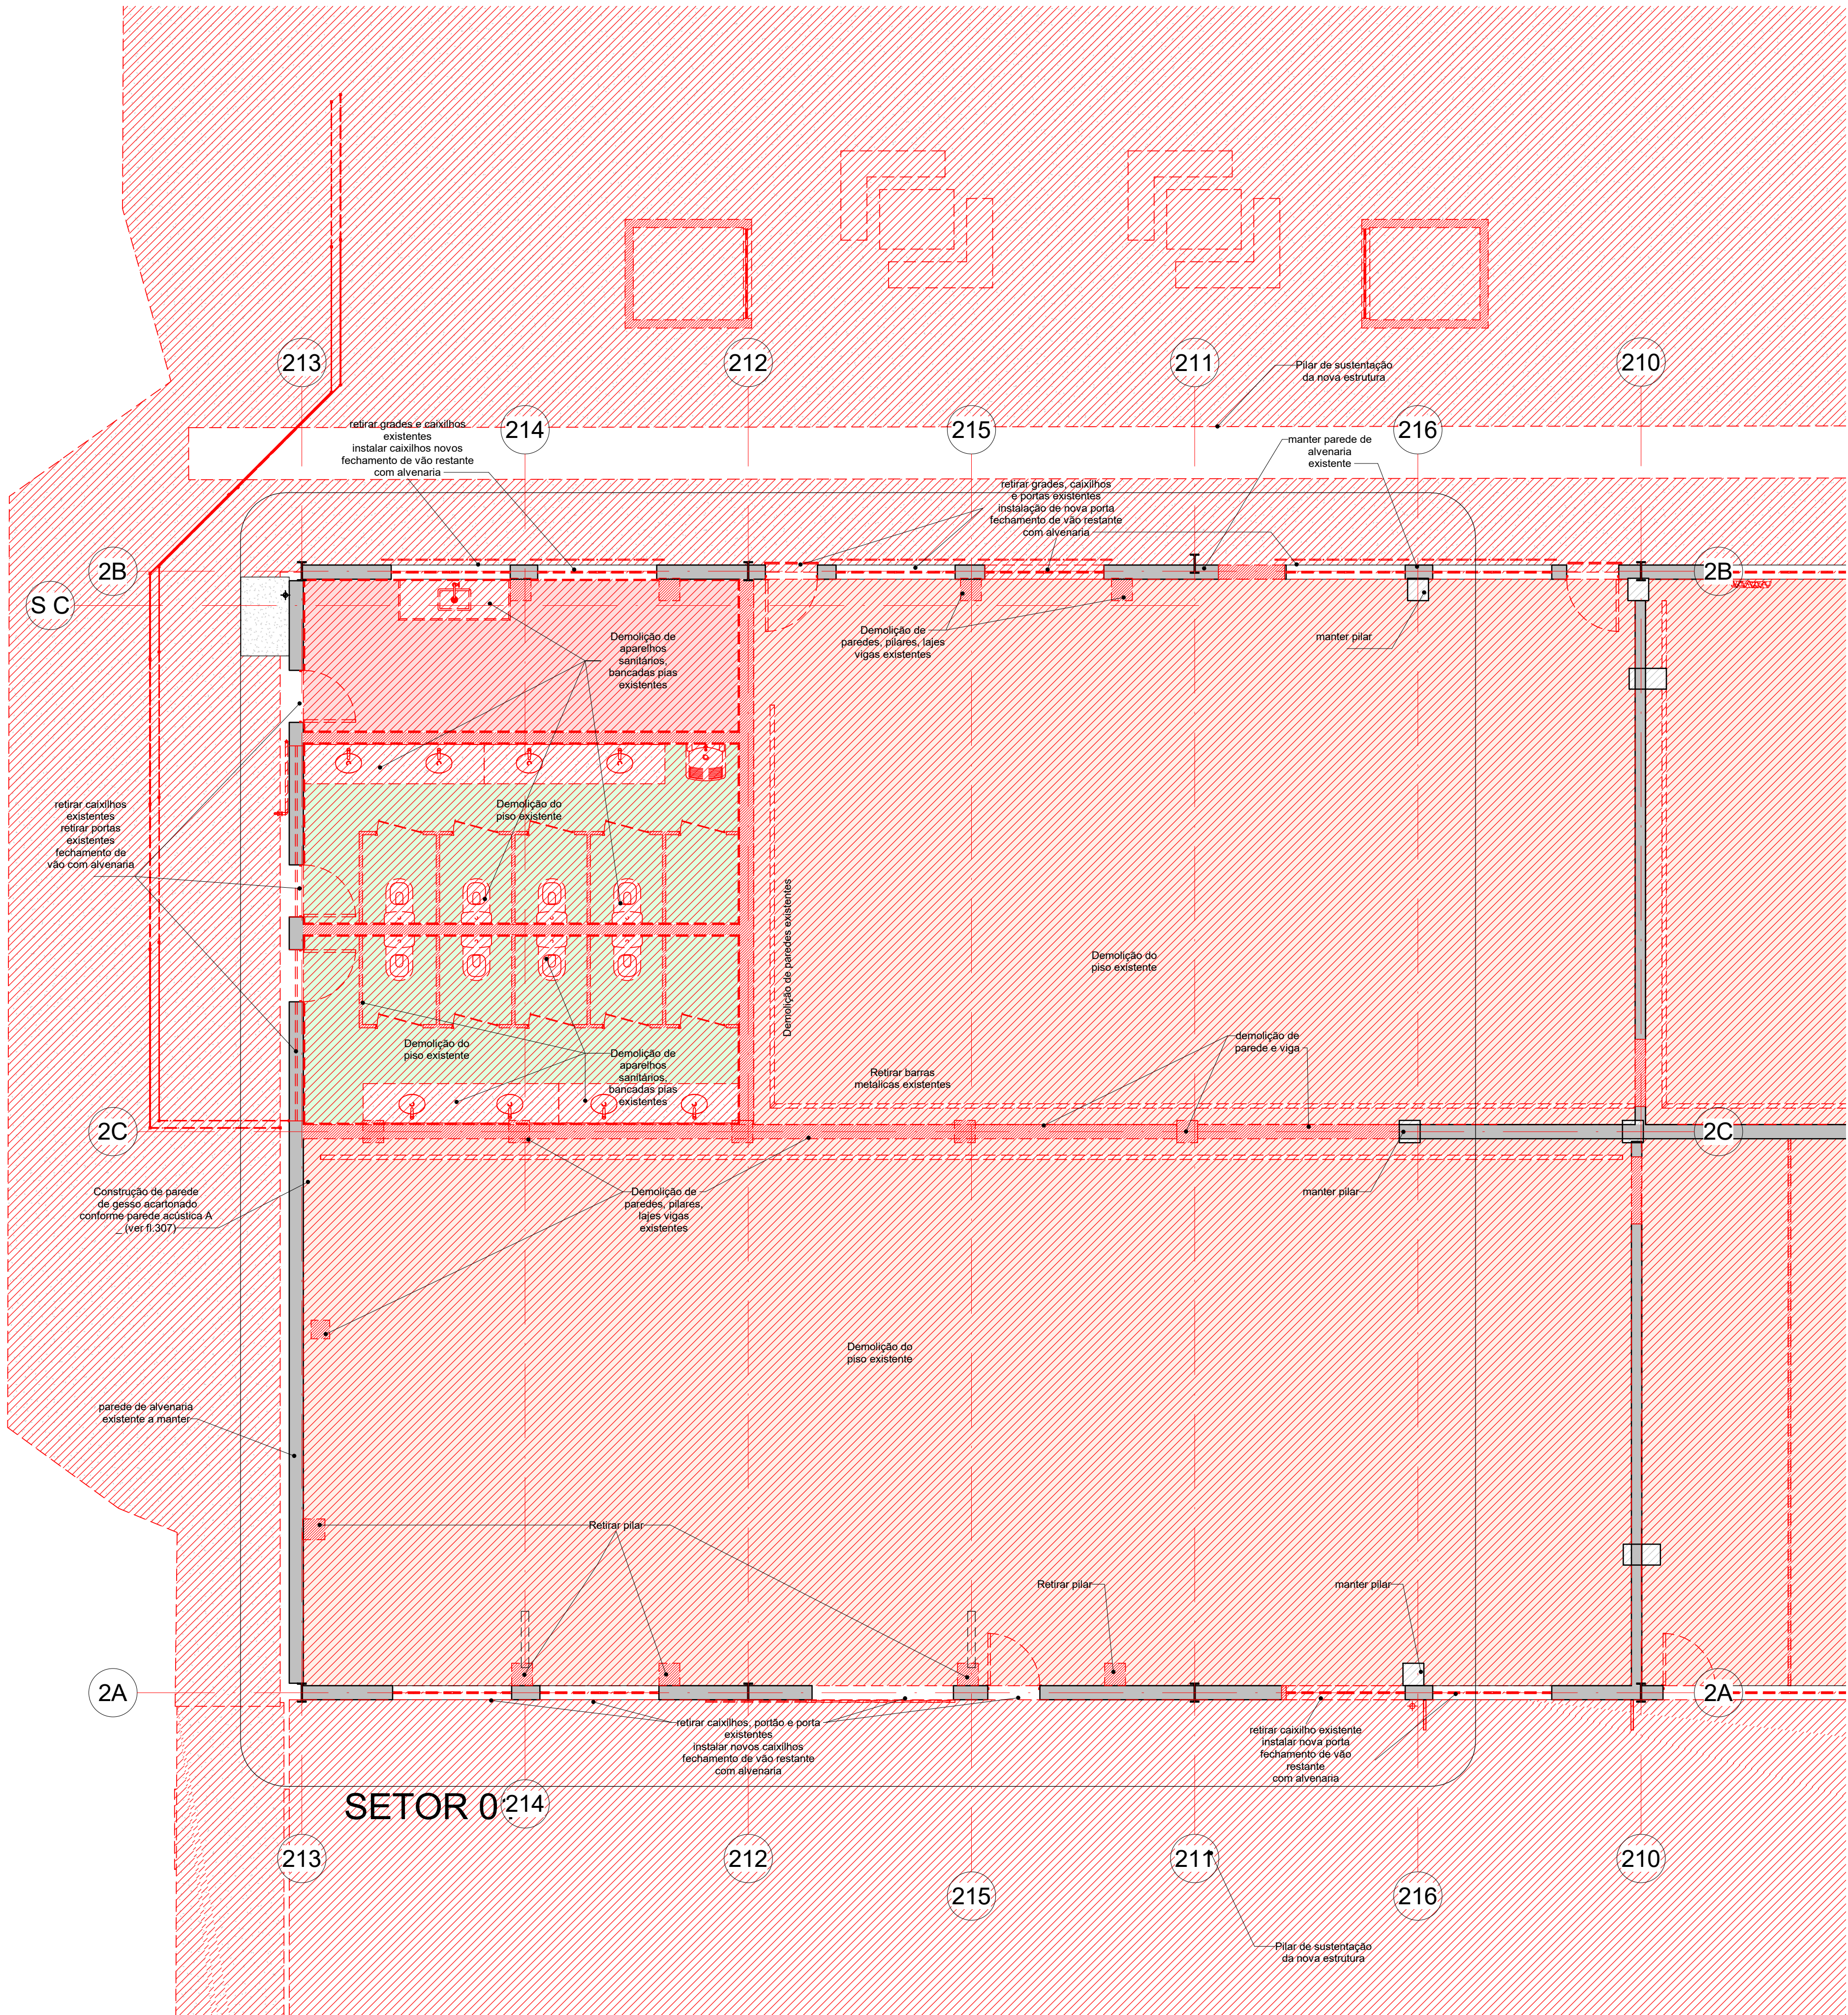 213
212
211
210
Pilar de sustentação
da nova estrutura
214
215
216
retirar grades e caixilhos
existentes
instalar caixilhos novos
fechamento de vão restante
com alvenaria
manter parede de
alvenaria
existente
retirar grades, caixilhos
e portas existentes
instalação de nova porta
fechamento de vão restante
com alvenaria
2B
2B
S C
Demolição de
aparelhos
sanitários,
bancadas pias
existentes
Demolição de
paredes, pilares, lajes
vigas existentes
manter pilar
retirar caixilhos
existentes
retirar portas
existentes
fechamento de
vão com alvenaria
Demolição do
piso existente
Demolição de paredes existentes
Demolição do
piso existente
Demolição do
piso existente
Demolição de
aparelhos
sanitários,
bancadas pias
existentes
Retirar barras
metalicas existentes
demolição de
parede e viga
2C
2C
Construção de parede
de gesso acartonado
conforme parede acústica A
_ (ver fl.307)
Demolição de
paredes, pilares,
lajes vigas
existentes
manter pilar
Demolição do
piso existente
parede de alvenaria
existente a manter
Retirar pilar
Retirar pilar
manter pilar
2A
2A
retirar caixilhos, portão e porta
existentes
instalar novos caixilhos
fechamento de vão restante
com alvenaria
retirar caixilho existente
instalar nova porta
fechamento de vão
restante
com alvenaria
SETOR 0
214
213
212
211
210
215
216
Pilar de sustentação
da nova estrutura